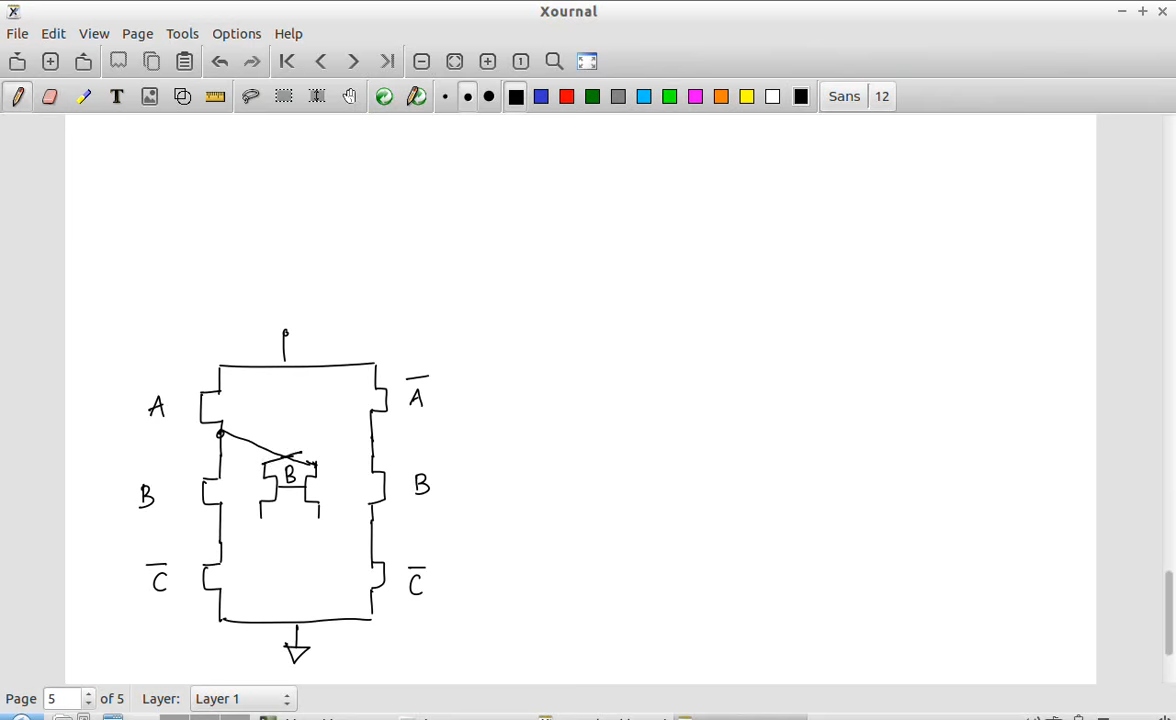 Xournal
File Edit View Page Tools Options Help
Sans 12
A A̅
B B B
C̅ C̅
Page 5 of 5 Layer: Layer 1